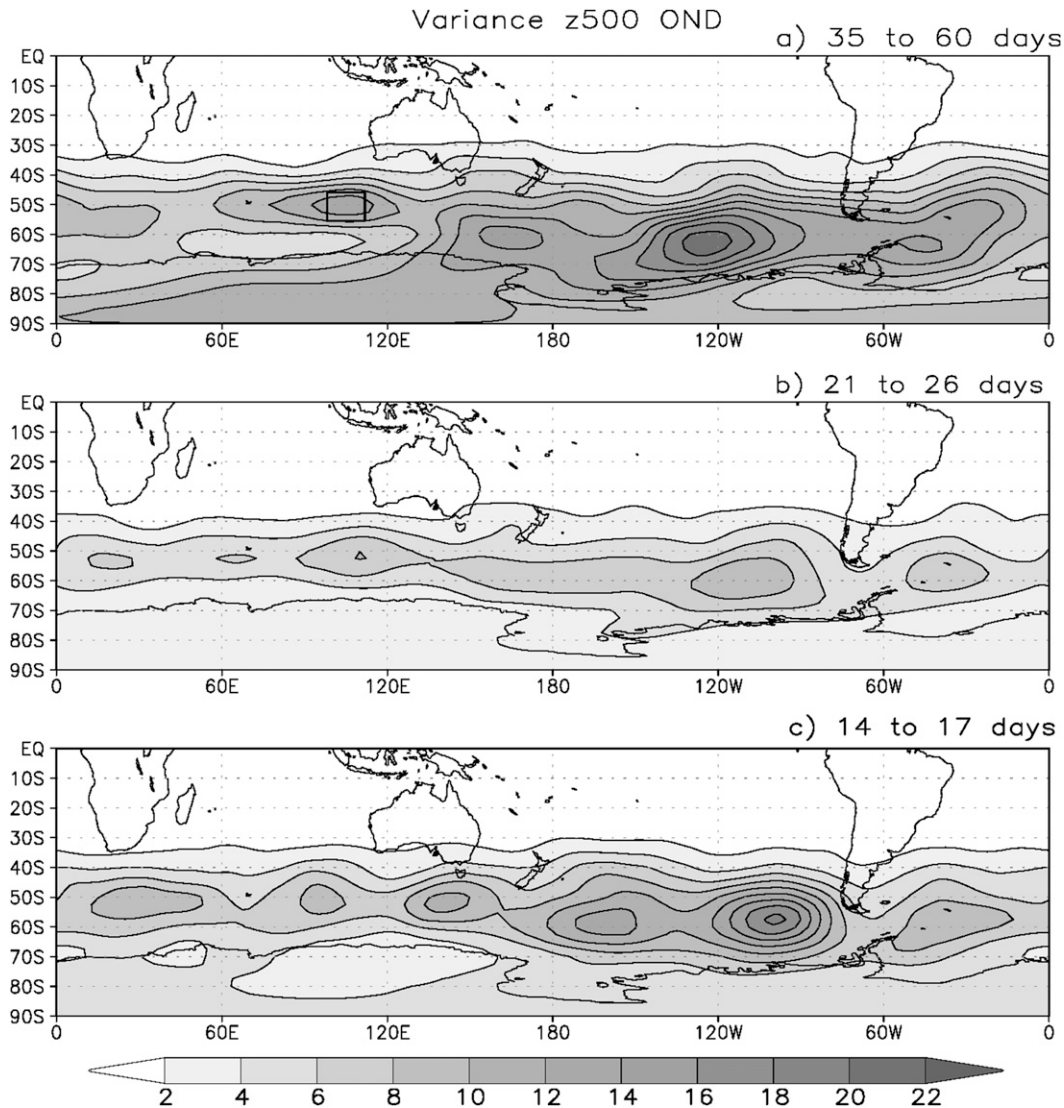 Variance z500 OND
a) 35 to 60 days
EQ
10S
20S
30S
40S
50S
60S
70S
80S
90S
0 60E 120E 180 120W 60W 0
b) 21 to 26 days
EQ
10S
20S
30S
40S
50S
60S
70S
80S
90S
0 60E 120E 180 120W 60W 0
c) 14 to 17 days
EQ
10S
20S
30S
40S
50S
60S
70S
80S
90S
0 60E 120E 180 120W 60W 0
2 4 6 8 10 12 14 16 18 20 22